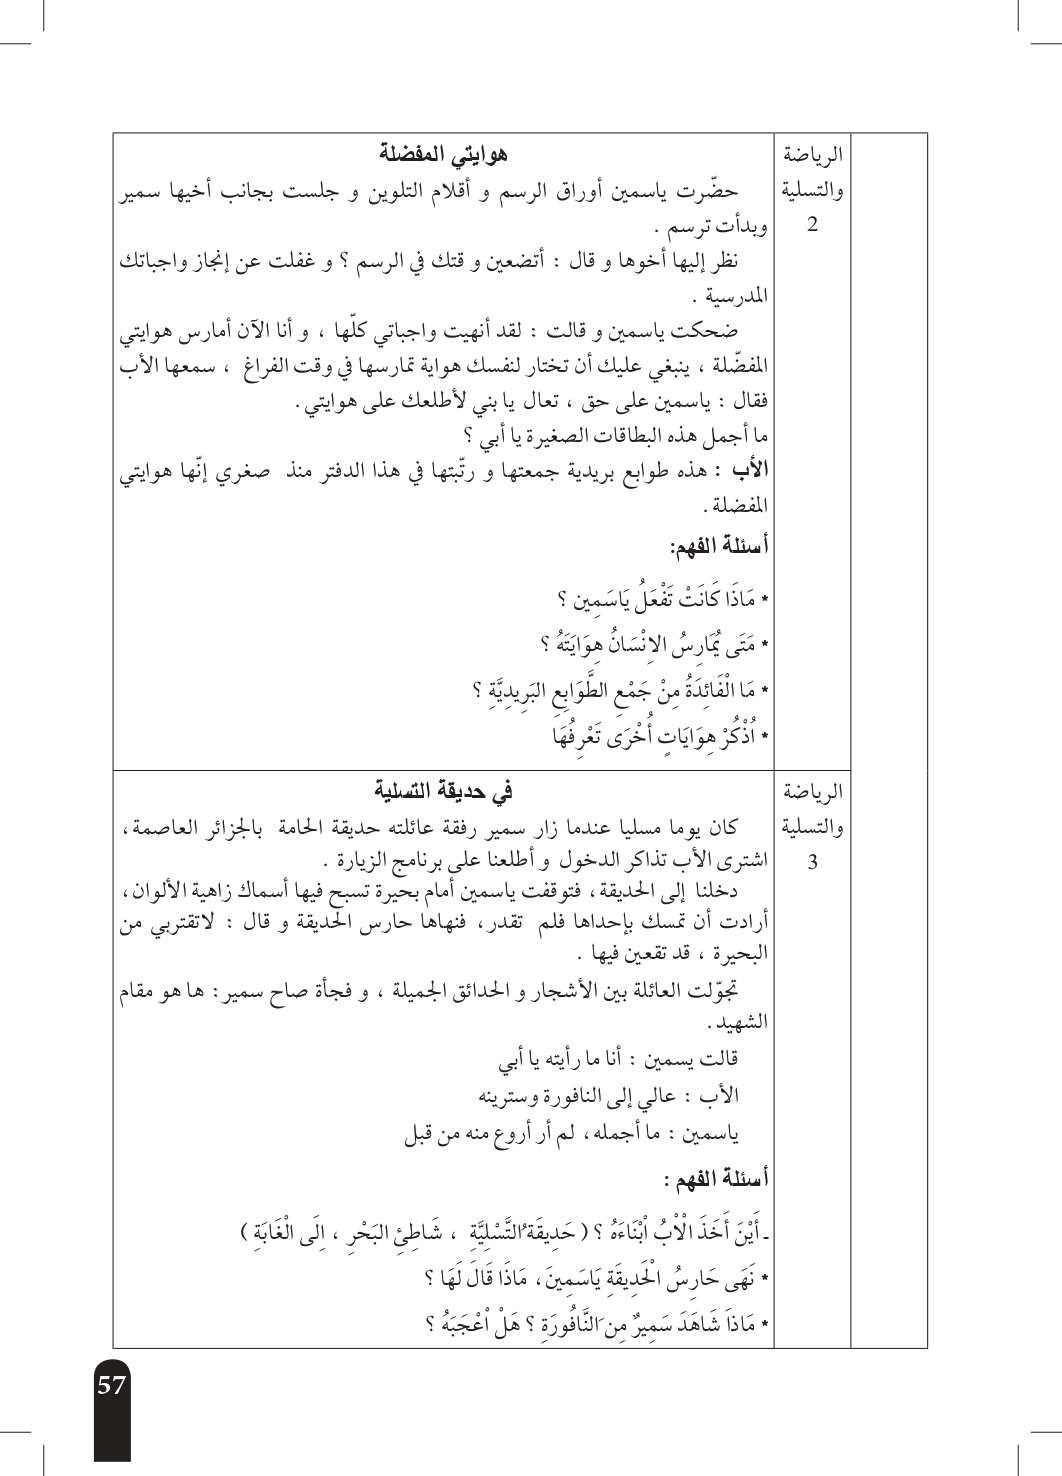 الرياضة
والتسلية
2
هوايتي المفضلة
حضّرت ياسمين أوراق الرسم و أقلام التلوين و جلست بجانب أخيها سمير
وبدأت ترسم .
نظر إليها أخوها و قال : أتضعين و قتك في الرسم ؟ و غفلت عن إنجاز واجباتك
المدرسية .
ضحكت ياسمين و قالت : لقد أنهيت واجباتي كلّها ، و أنا الآن أمارس هوايتي
المفضّلة ، ينبغي عليك أن تختار لنفسك هواية تمارسها في وقت الفراغ ، سمعها الأب
فقال : ياسمين على حق ، تعال يا بني لأطلعك على هوايتي .
ما أجمل هذه البطاقات الصغيرة يا أبي ؟
الأب : هذه طوابع بريدية جمعتها و رتّبتها في هذا الدفتر منذ صغري إنّها هوايتي
المفضلة .
أسئلة الفهم:
* مَاذَا كَانَتْ تَفْعَلُ يَاسَمِين ؟
* مَتَى يُمَارِسُ الاِنْسَانُ هِوَايَتَهُ ؟
* مَا الْفَائِدَةُ مِنْ جَمْعِ الطَّوَابِعِ البَرِيدِيَّةِ ؟
* اُذْكُرْ هِوَايَاتٍ أُخْرَى تَعْرِفُهَا
الرياضة
والتسلية
3
في حديقة التسلية
كان يوما مسليا عندما زار سمير رفقة عائلته حديقة الحامة بالجزائر العاصمة ،
اشترى الأب تذاكر الدخول و أطلعنا على برنامج الزيارة .
دخلنا إلى الحديقة ، فتوقفت ياسمين أمام بحيرة تسبح فيها أسماك زاهية الألوان ،
أرادت أن تمسك بإحداها فلم تقدر ، فنهاها حارس الحديقة و قال : لاتقتربي من
البحيرة ، قد تقعين فيها .
تجوّلت العائلة بين الأشجار و الحدائق الجميلة ، و فجأة صاح سمير : ها هو مقام
الشهيد .
قالت يسمين : أنا ما رأيته يا أبي
الأب : عالي إلى النافورة وسترينه
ياسمين : ما أجمله ، لم أر أروع منه من قبل
أسئلة الفهم :
ـ أَيْنَ أَخَذَ الْاْبُ اْبْنَاءَهُ ؟ ( حَدِيقَة ُالتَّسْلِيَّةِ ، شَاطِئِ البَحْرِ ، اِلَى الْغَابَةِ )
* نَهَى حَارِسُ الْحَدِيقَةِ يَاسَمِينَ ، مَاذَا قَالَ لَهَا ؟
* مَاذاَ شَاهَدَ سَمِيرٌ مِن َالنَّافُورَةِ ؟ هَلْ اْعْجَبَهُ ؟
57